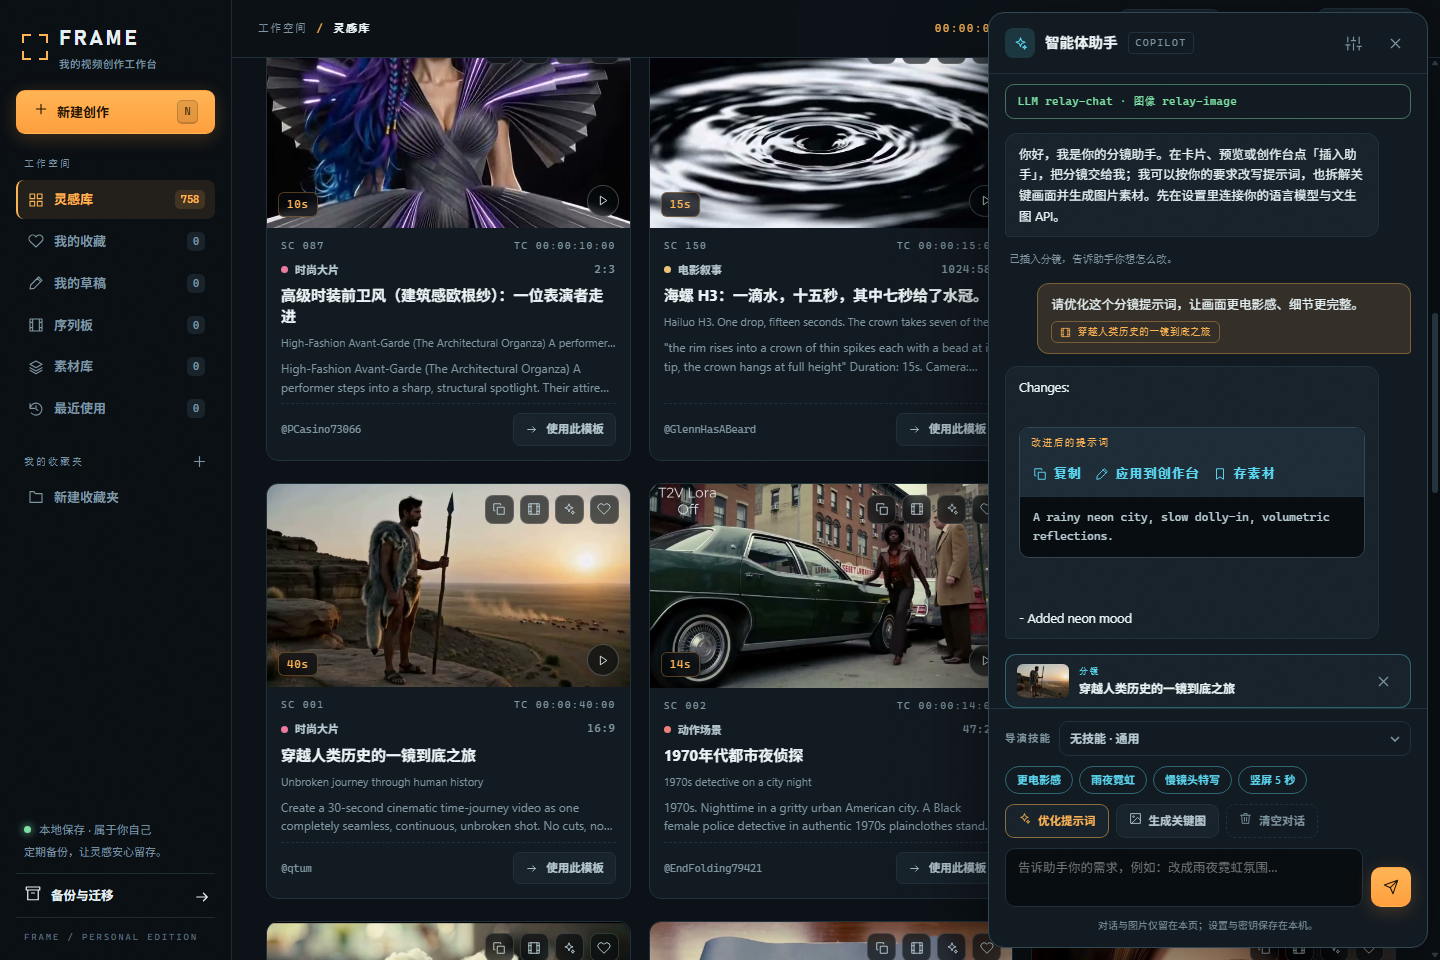 FRAME
我的视频创作工作台
新建创作
N
工作空间
灵感库
758
我的收藏
0
我的草稿
0
序列板
0
素材库
0
最近使用
0
我的收藏夹
新建收藏夹
本地保存 · 属于你自己
定期备份，让灵感安心留存。
备份与迁移
FRAME / PERSONAL EDITION
工作空间 / 灵感库
00:00:0
10s
SC 087
TC 00:00:10:00
时尚大片
2:3
高级时装前卫风（建筑感欧根纱）：一位表演者走
进
High-Fashion Avant-Garde (The Architectural Organza) A performer...
High-Fashion Avant-Garde (The Architectural Organza) A
performer steps into a sharp, structural spotlight. Their attire...
@PCasino73066
使用此模板
15s
SC 150
TC 00:00:15:0
电影叙事
1024:58
海螺 H3：一滴水，十五秒，其中七秒给了水冠。
Hailuo H3. One drop, fifteen seconds. The crown takes seven of the
"the rim rises into a crown of thin spikes each with a bead at i
tip, the crown hangs at full height" Duration: 15s. Camera:...
@GlennHasABeard
使用此模板
40s
SC 001
TC 00:00:40:00
时尚大片
16:9
穿越人类历史的一镜到底之旅
Unbroken journey through human history
Create a 30-second cinematic time-journey video as one
completely seamless, continuous, unbroken shot. No cuts, no...
@qtum
使用此模板
T2V Lora
Off
14s
SC 002
TC 00:00:14:0
动作场景
47:2
1970年代都市夜侦探
1970s detective on a city night
1970s. Nighttime in a gritty urban American city. A Black
female police detective in authentic 1970s plainclothes stand.
@EndFolding79421
使用此模板
智能体助手
COPILOT
LLM relay-chat · 图像 relay-image
你好，我是你的分镜助手。在卡片、预览或创作台点「插入助
手」，把分镜交给我；我可以按你的要求改写提示词，也拆解关
键画面并生成图片素材。先在设置里连接你的语言模型与文生
图 API。
已插入分镜，告诉助手你想怎么改。
请优化这个分镜提示词，让画面更电影感、细节更完整。
穿越人类历史的一镜到底之旅
Changes:
改进后的提示词
复制
应用到创作台
存素材
A rainy neon city, slow dolly-in, volumetric
reflections.
- Added neon mood
分镜
穿越人类历史的一镜到底之旅
导演技能
无技能 · 通用
更电影感
雨夜霓虹
慢镜头特写
竖屏 5 秒
优化提示词
生成关键图
清空对话
告诉助手你的需求，例如：改成雨夜霓虹氛围...
对话与图片仅留在本页；设置与密钥保存在本机。